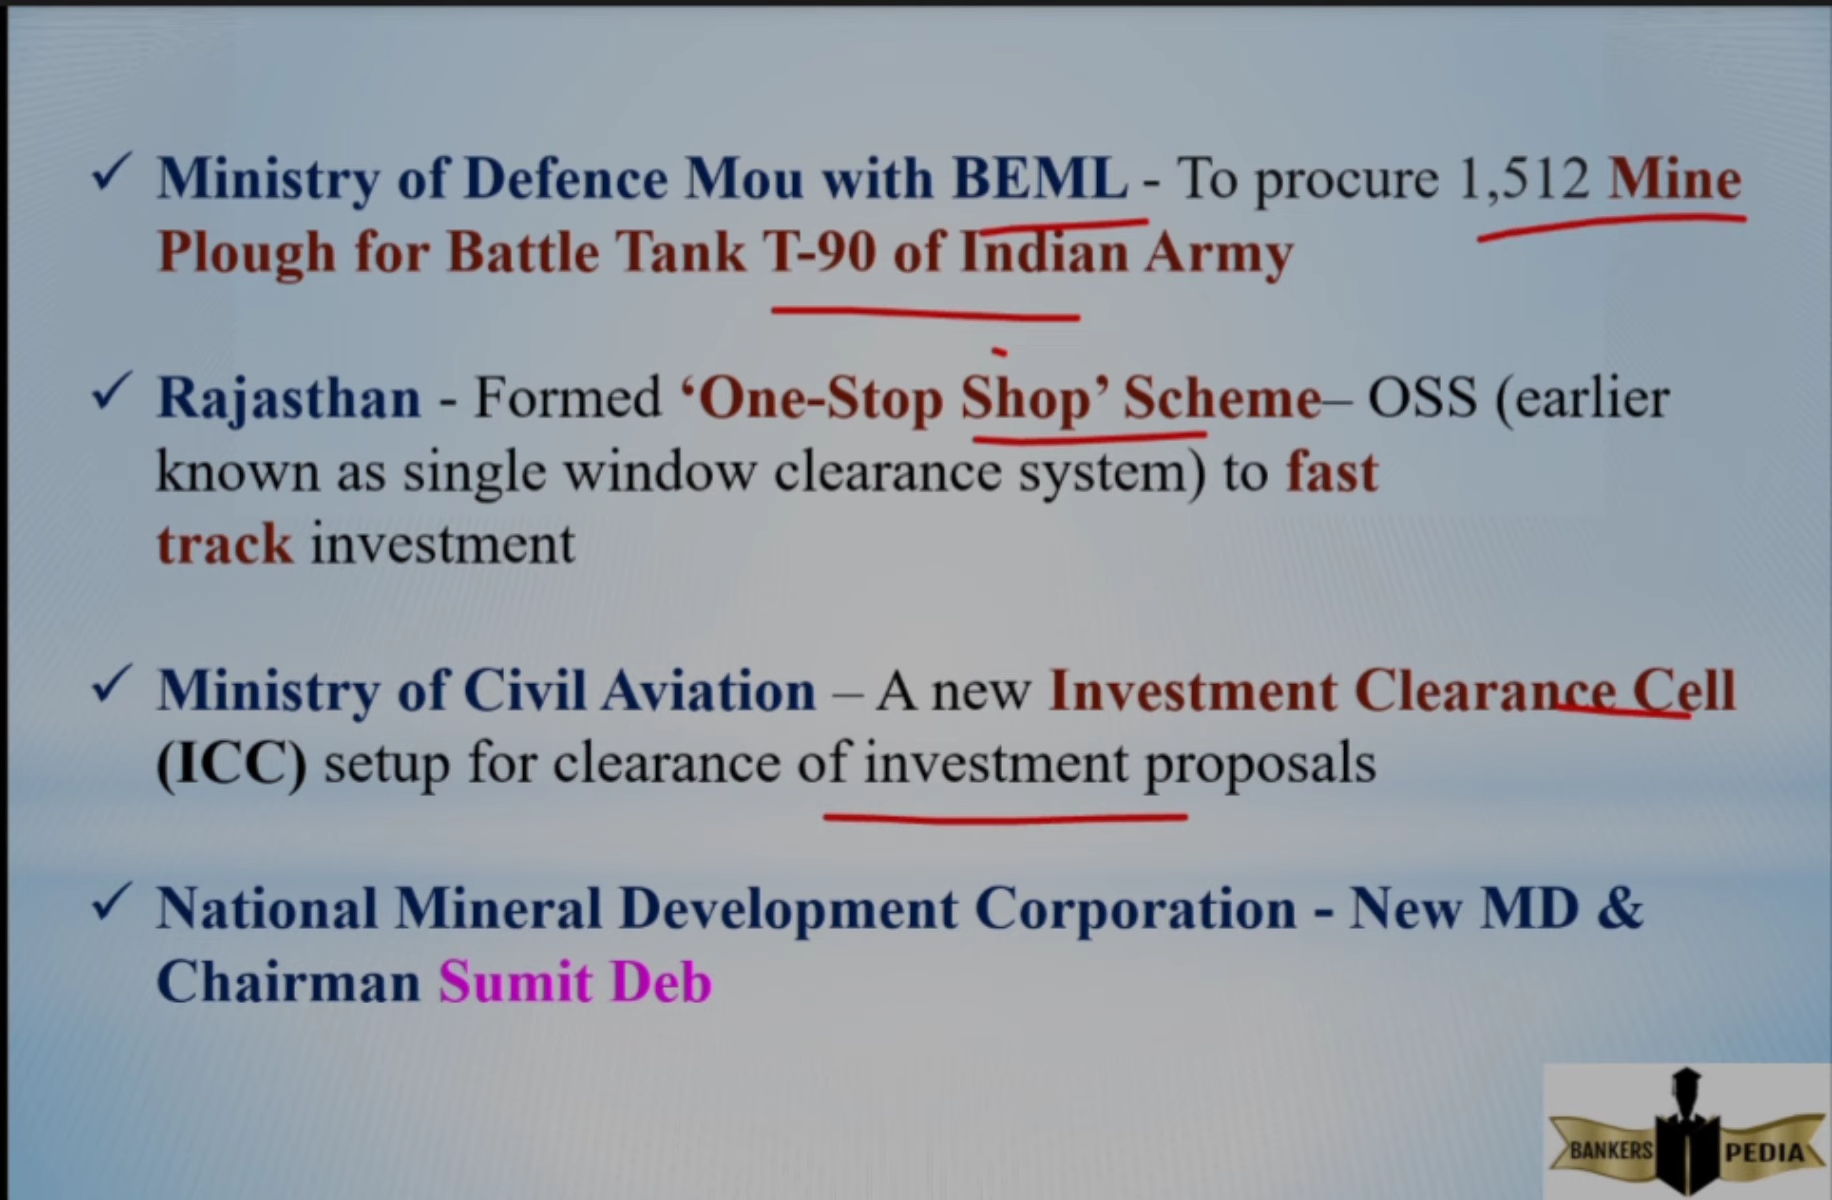 ✓ Ministry of Defence Mou with BEML - To procure 1,512 Mine
Plough for Battle Tank T-90 of Indian Army
✓ Rajasthan - Formed ‘One-Stop Shop’ Scheme– OSS (earlier
known as single window clearance system) to fast
track investment
✓ Ministry of Civil Aviation – A new Investment Clearance Cell
(ICC) setup for clearance of investment proposals
✓ National Mineral Development Corporation - New MD &
Chairman Sumit Deb
BANKERS PEDIA